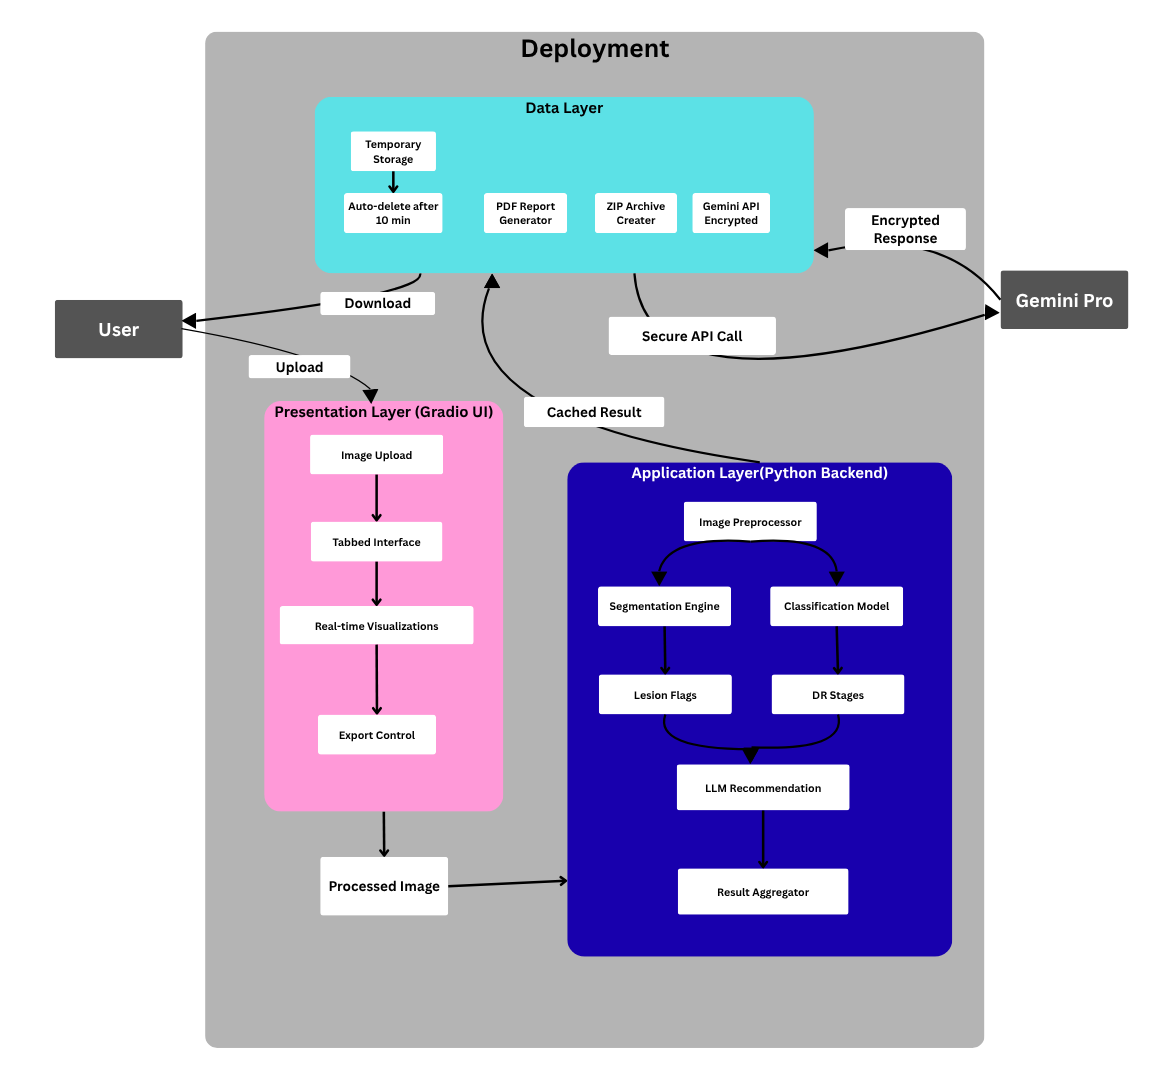 Deployment
Data Layer
Temporary
Storage
Auto-delete after
10 min
PDF Report
Generator
ZIP Archive
Creater
Gemini API
Encrypted
Encrypted
Response
Gemini Pro
User
Download
Secure API Call
Upload
Cached Result
Presentation Layer (Gradio UI)
Image Upload
Tabbed Interface
Real-time Visualizations
Export Control
Processed Image
Application Layer(Python Backend)
Image Preprocessor
Segmentation Engine
Classification Model
Lesion Flags
DR Stages
LLM Recommendation
Result Aggregator